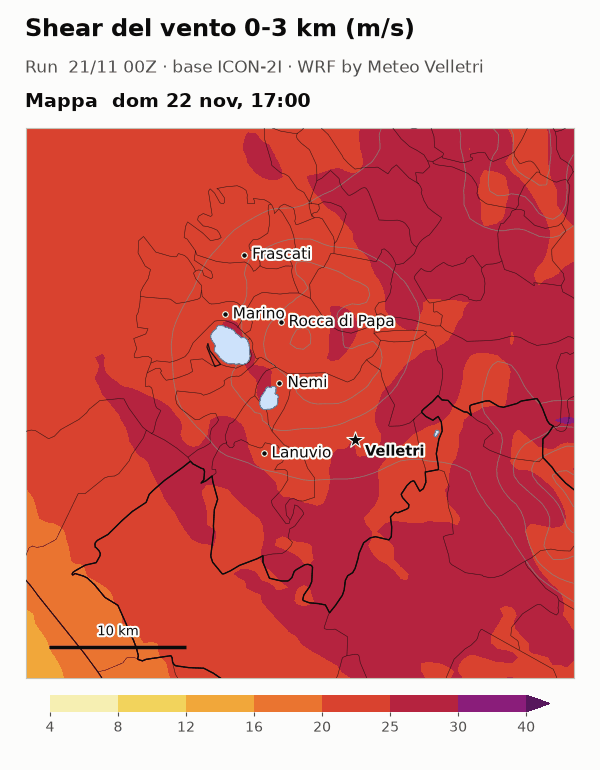 Shear del vento 0-3 km (m/s)
Run  21/11 00Z · base ICON-2I · WRF by Meteo Velletri
Mappa  dom 22 nov, 17:00
Frascati
Marino
Rocca di Papa
Nemi
Velletri
Lanuvio
10 km
4 8 12 16 20 25 30 40